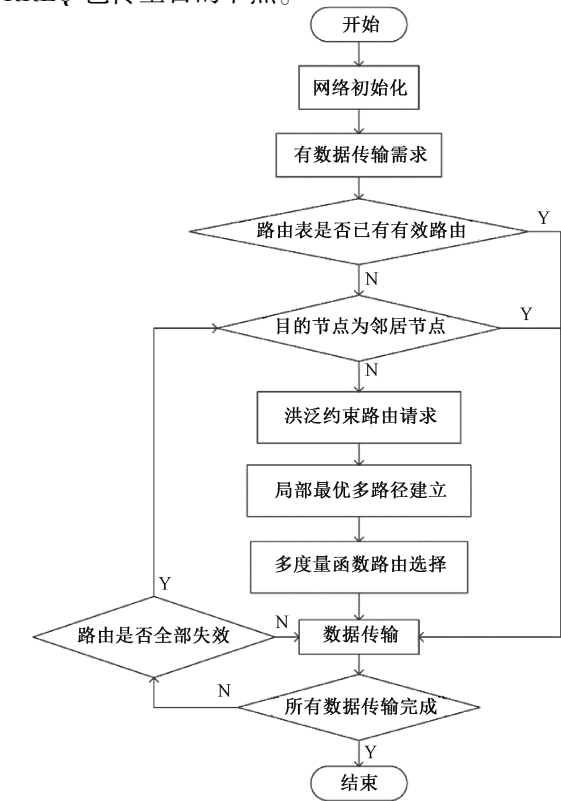 开始
网络初始化
有数据传输需求
路由表是否已有有效路由
Y
N
目的节点为邻居节点
Y
N
洪泛约束路由请求
局部最优多路径建立
多度量函数路由选择
Y
路由是否全部失效
N
数据传输
N
所有数据传输完成
Y
结束